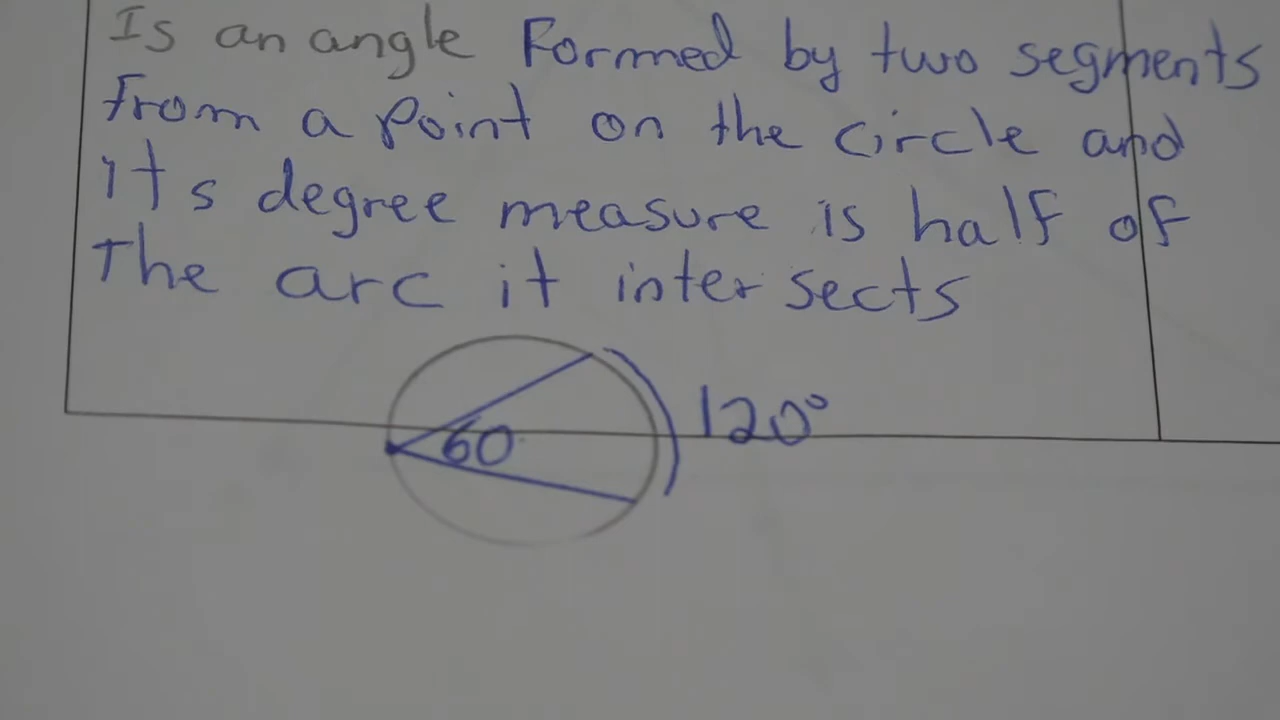 Is an angle Formed by two segments
From a Point on the circle and
its degree measure is half of
The arc it intersects
120°
60